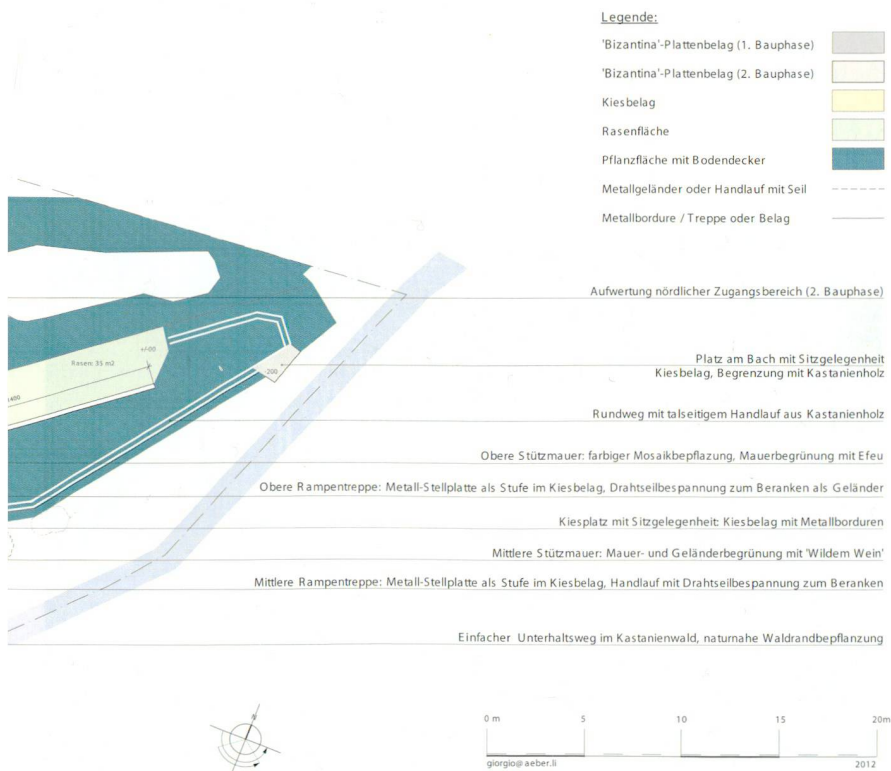 Legende:
'Bizantina'-Plattenbelag (1. Bauphase)
'Bizantina'-Plattenbelag (2. Bauphase)
Kiesbelag
Rasenfläche
Pflanzfläche mit Bodendecker
Metallgeländer oder Handlauf mit Seil
Metallbordure / Treppe oder Belag
Aufwertung nördlicher Zugangsbereich (2. Bauphase)
+/-00
Rasem 35 m2
Platz am Bach mit Sitzgelegenheit
-200
Kiesbelag, Begrenzung mit Kastanienholz
Rundweg mit talseitigem Handlauf aus Kastanienholz
Obere Stützmauer: farbiger Mosaikbepflazung, Mauerbegrünung mit Efeu
Obere Rampentreppe: Metall-Stellplatte als Stufe im Kiesbelag, Drahtseilbespannung zum Beranken als Geländer
Kiesplatz mit Sitzgelegenheit: Kiesbelag mit Metallborduren
Mittlere Stützmauer: Mauer- und Geländerbegrünung mit 'Wildem Wein'
Mittlere Rampentreppe: Metall-Stellplatte als Stufe im Kiesbelag, Handlauf mit Drahtseilbespannung zum Beranken
Einfacher Unterhaltsweg im Kastanienwald, naturnahe Waldrandbepflanzung
N
0 m 5 10 15 20m
giorgio@aeber.li 2012